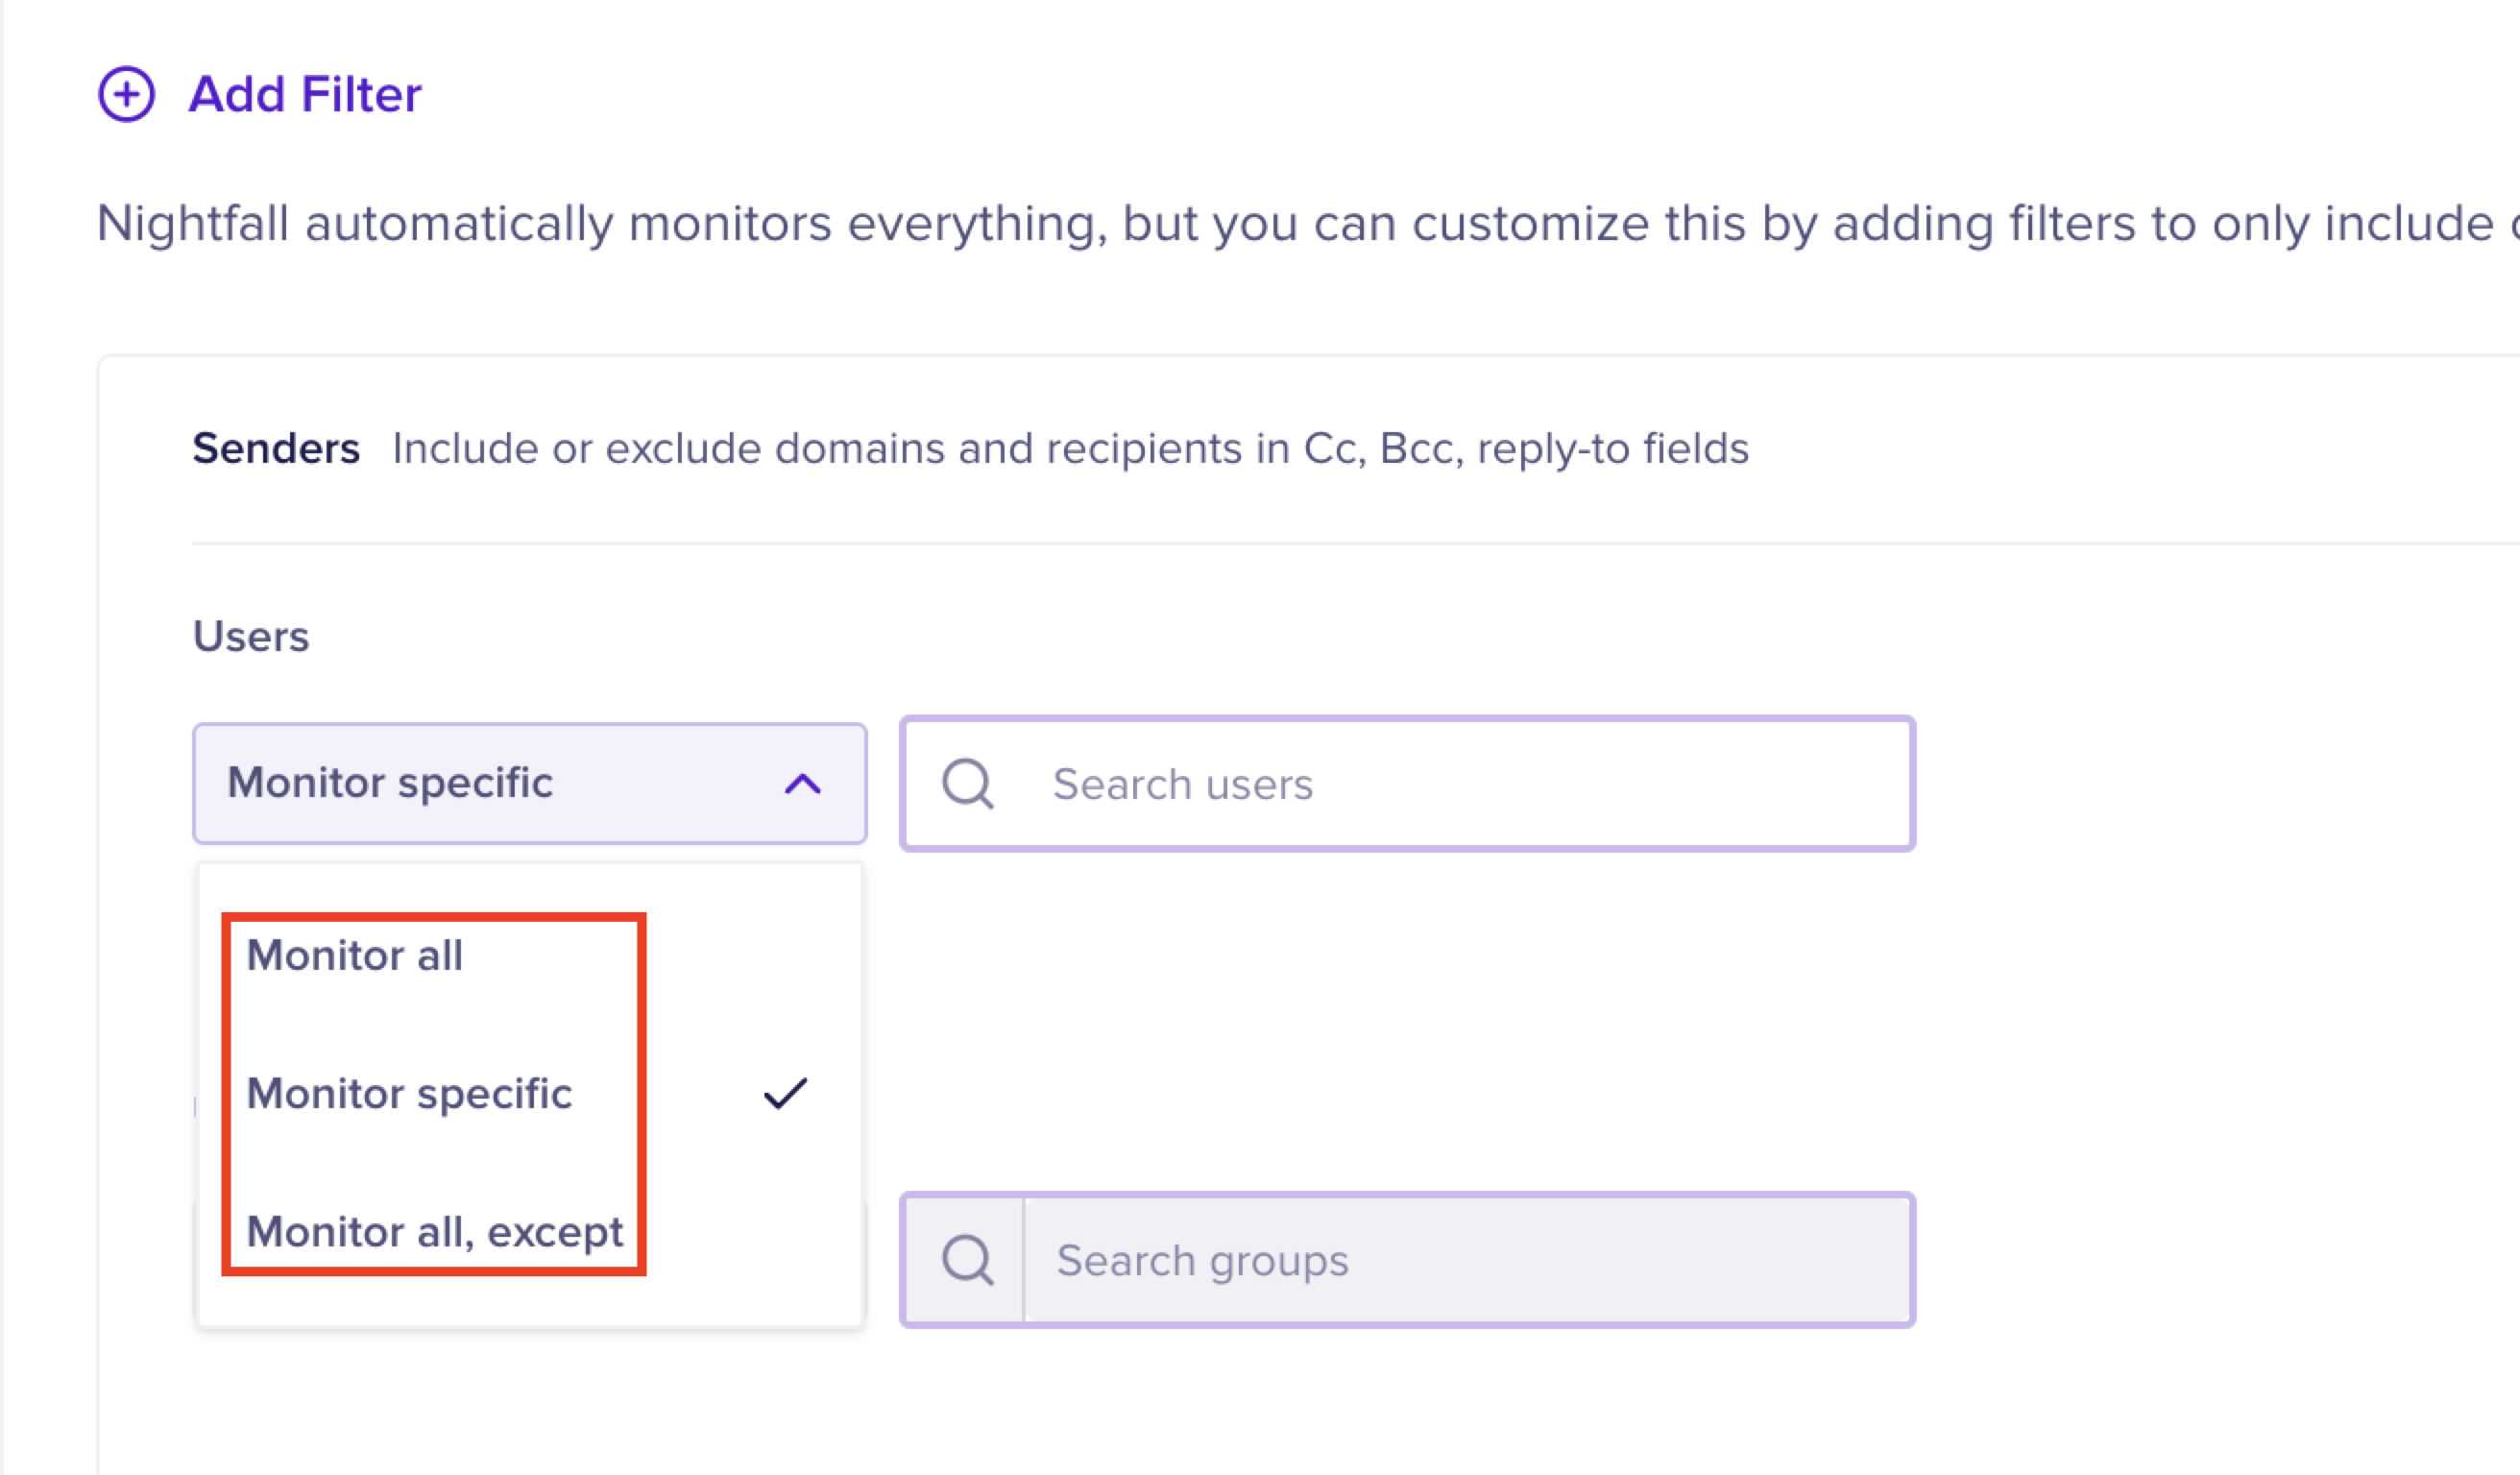 Add Filter
Nightfall automatically monitors everything, but you can customize this by adding filters to only include
Senders Include or exclude domains and recipients in Cc, Bcc, reply-to fields
Users
Monitor specific
Search users
Monitor all
Monitor specific
Monitor all, except
Search groups